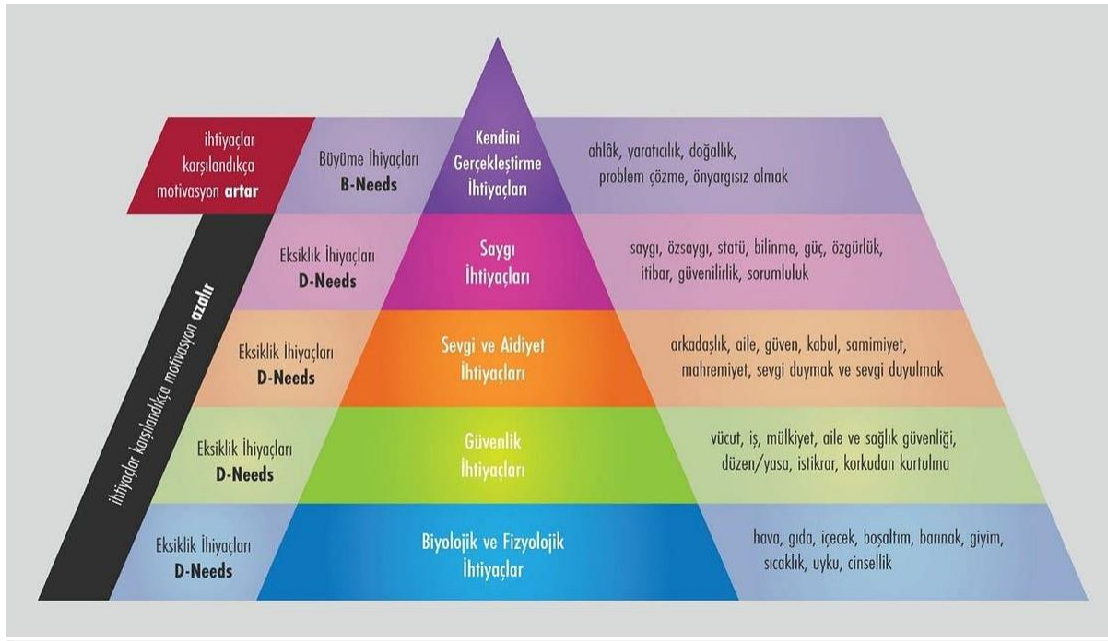 ihtiyaçlar
karşılandıkça
motivasyon artar
Büyüme İhiyaçları
B-Needs
Kendini
Gerçekleştirme
İhtiyaçları
ahlâk, yaratıcılık, doğallık,
problem çözme, önyargısız olmak
ihtiyaçlar karşılandıkça motivasyon azalır
Eksiklik İhiyaçları
D-Needs
Saygı
İhtiyaçları
saygı, özsaygı, statü, bilinme, güç, özgürlük,
itibar, güvenilirlik, sorumluluk
Eksiklik İhiyaçları
D-Needs
Sevgi ve Aidiyet
İhtiyaçları
arkadaşlık, aile, güven, kabul, samimiyet,
mahremiyet, sevgi duymak ve sevgi duyulmak
Eksiklik İhiyaçları
D-Needs
Güvenlik
İhtiyaçları
vücut, iş, mülkiyet, aile ve sağlık güvenliği,
düzen/yasa, istikrar, korkudan kurtulma
Eksiklik İhiyaçları
D-Needs
Biyolojik ve Fizyolojik
İhtiyaçlar
hava, gıda, içecek, boşaltım, barınak, giyim,
sıcaklık, uyku, cinsellik